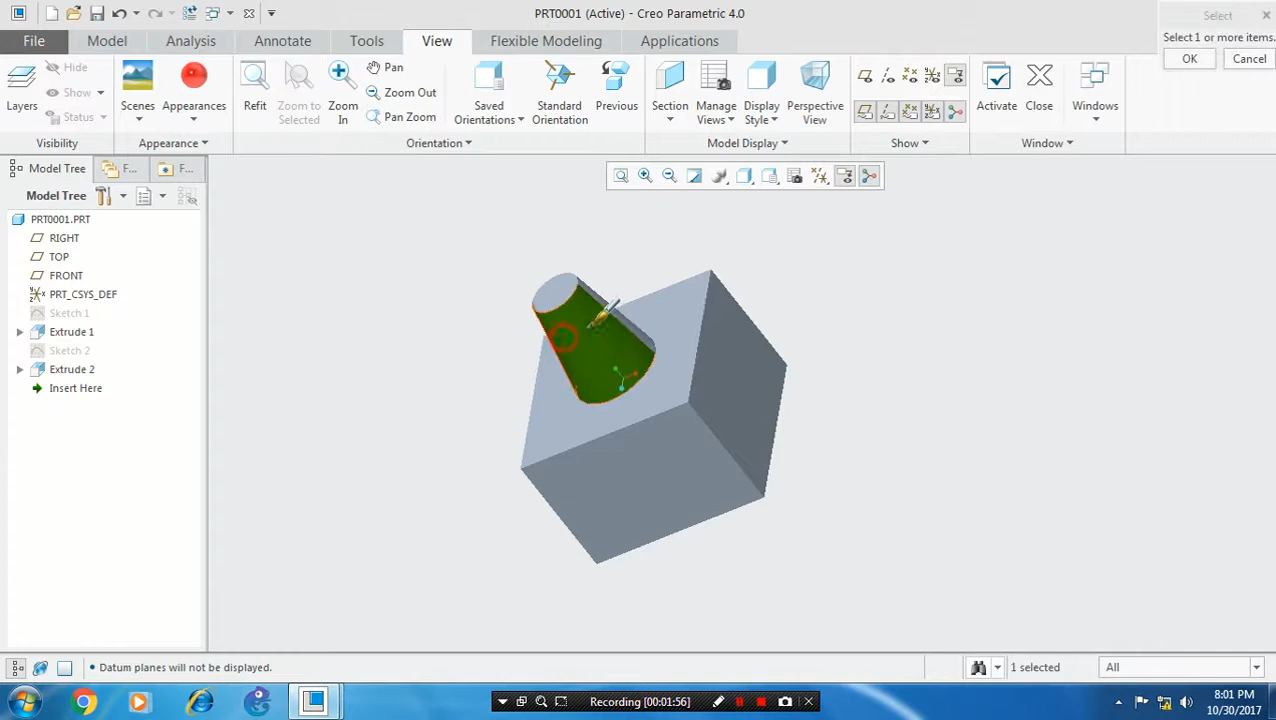 PRT0001 (Active) - Creo Parametric 4.0
Select
File
Model
Analysis
Annotate
Tools
View
Flexible Modeling
Applications
Select 1 or more items.
OK
Cancel
Layers
Hide
Show
Status
Scenes
Appearances
Refit
Zoom to Selected
Zoom In
Pan
Zoom Out
Pan Zoom
Saved Orientations
Standard Orientation
Previous
Section
Manage Views
Display Style
Perspective View
Activate
Close
Windows
Visibility
Appearance
Orientation
Model Display
Show
Window
Model Tree
F...
F...
Model Tree
PRT0001.PRT
RIGHT
TOP
FRONT
PRT_CSYS_DEF
Sketch 1
Extrude 1
Sketch 2
Extrude 2
Insert Here
• Datum planes will not be displayed.
1 selected
All
Recording [00:01:56]
8:01 PM
10/30/2017